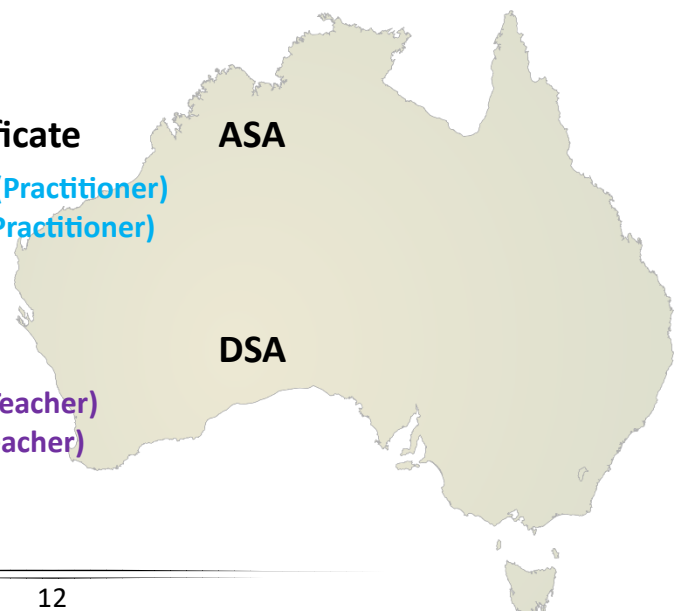 ficate ASA
(Practitioner)
Practitioner)
DSA
eacher)
acher)
12